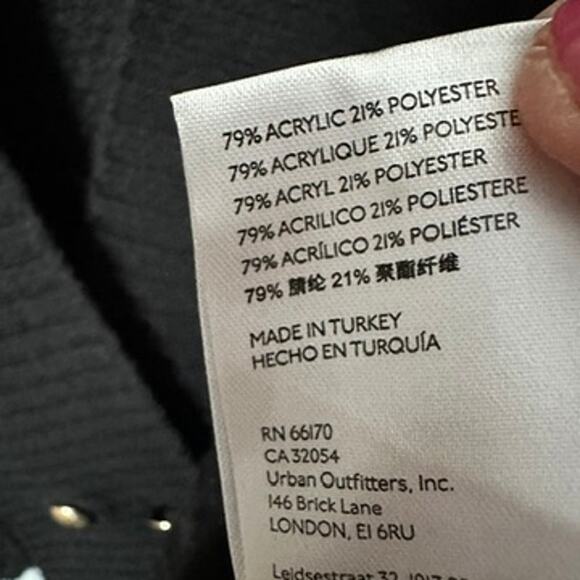 79% ACRYLIC 21% POLYESTER
79% ACRYLIQUE 21% POLYESTE
79% ACRYL 21% POLYESTER
79% ACRILICO 21% POLIESTERE
79% ACRÍLICO 21% POLIÉSTER
79% 腈纶 21% 聚酯纤维
MADE IN TURKEY
HECHO EN TURQUÍA
RN 66170
CA 32054
Urban Outfitters, Inc.
146 Brick Lane
LONDON, E1 6RU
Leidsestraat 32, 1017